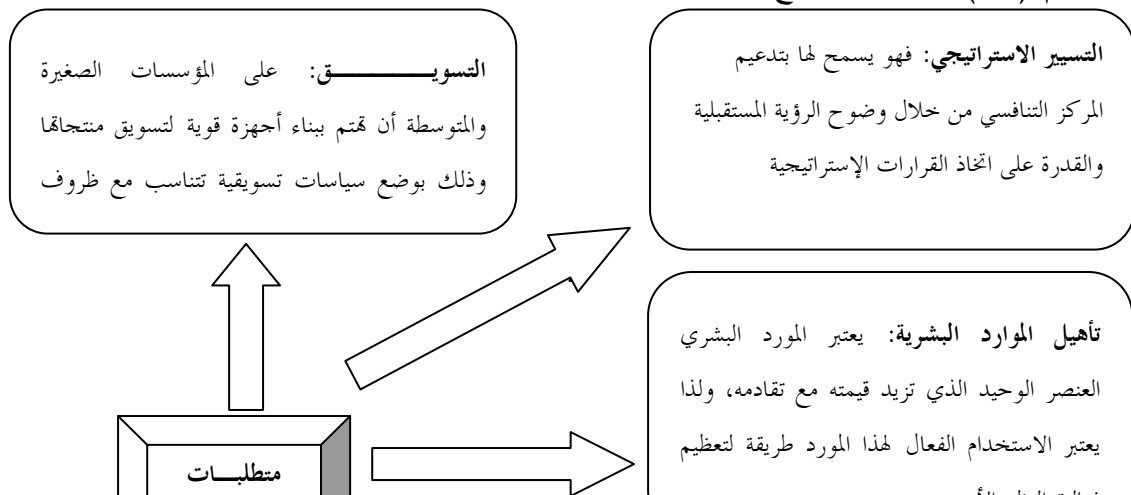 التسيير الاستراتيجي: فهو يسمح لها بتدعيم
المركز التنافسي من خلال وضوح الرؤية المستقبلية
والقدرة على اتخاذ القرارات الإستراتيجية
التسويـــــــــق: على المؤسسات الصغيرة
والمتوسطة أن تهتم ببناء أجهزة قوية لتسويق منتجاتها
وذلك بوضع سياسات تسويقية تتناسب مع ظروف
تأهيل الموارد البشرية: يعتبر المورد البشري
العنصر الوحيد الذي تزيد قيمته مع تقادمه، ولذا
يعتبر الاستخدام الفعال لهذا المورد طريقة لتعظيم
متطلبـــات